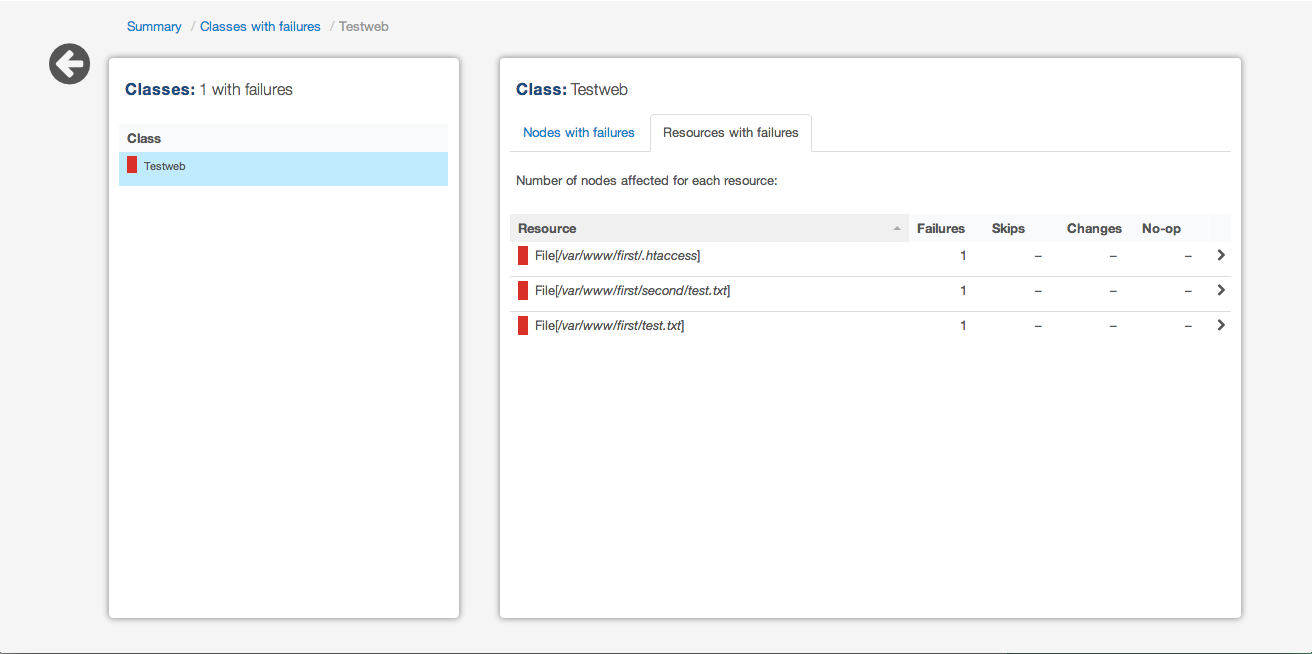 Summary / Classes with failures / Testweb
Classes: 1 with failures
Class
Testweb
Class: Testweb
Nodes with failures Resources with failures
Number of nodes affected for each resource:
Resource Failures Skips Changes No-op
File[/var/www/first/.htaccess] 1 – – –
File[/var/www/first/second/test.txt] 1 – – –
File[/var/www/first/test.txt] 1 – – –